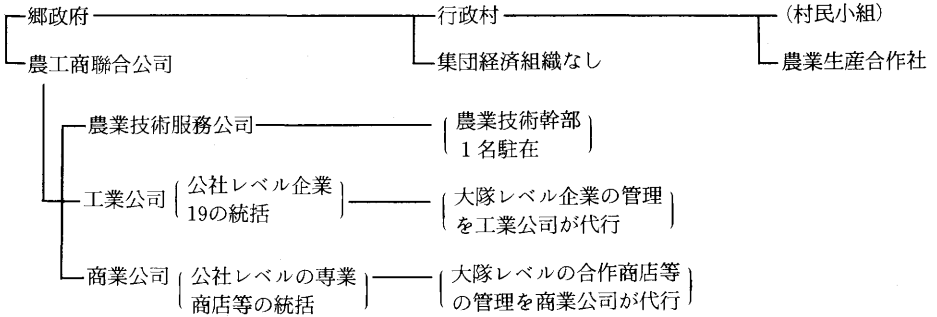 郷政府 行政村 (村民小組)
農工商聯合公司 集団経済組織なし 農業生産合作社
農業技術服務公司 (農業技術幹部
1名駐在)
工業公司 (公社レベル企業
19の統括) (大隊レベル企業の管理
を工業公司が代行)
商業公司 (公社レベルの専業
商店等の統括) (大隊レベルの合作商店等
の管理を商業公司が代行)